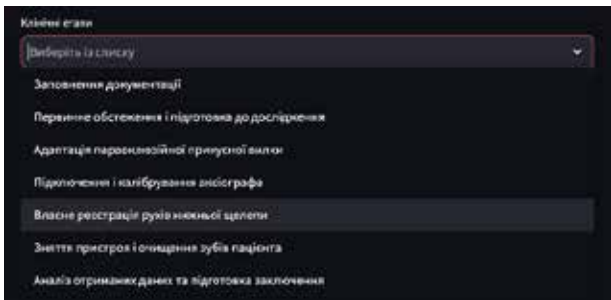 Клінічні етапи
Виберіть із списку
Заповнення документації
Первинне обстеження і підготовка до дослідження
Адаптація параоклюзійної прикусної вилки
Підключення і калібрування аксіографа
Власне реєстрація рухів нижньої щелепи
Зняття пристроя і очищення зубів пацієнта
Аналіз отриманих даних та підготовка заключення